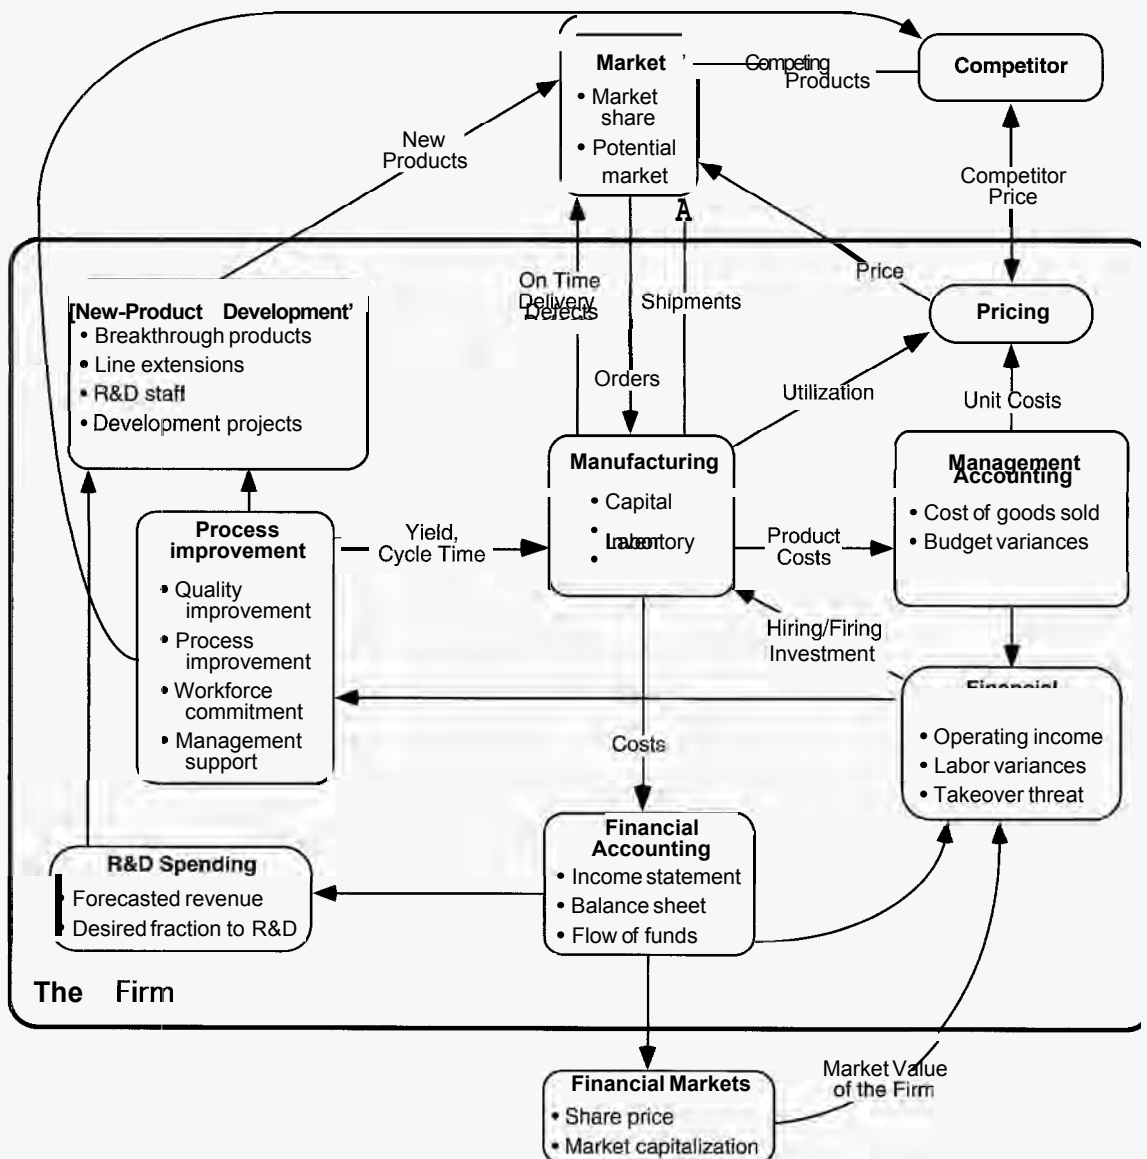 Market
• Market
share
• Potential
market
Competing
Products
Competitor
New
Products
Competitor
Price
A
On Time
Delivery
Defects
Shipments
Price
[New-Product Development'
• Breakthrough products
• Line extensions
• R&D staff
• Development projects
Pricing
Orders
Utilization
Unit Costs
Manufacturing
• Capital
•
Inventory
•
Management
Accounting
• Cost of goods sold
• Budget variances
Process
improvement
• Quality
improvement
• Process
improvement
• Workforce
commitment
• Management
support
Yield,
Cycle Time
Product
Costs
Hiring/Firing
Investment
Financial
• Operating income
• Labor variances
• Takeover threat
Costs
R&D Spending
• Forecasted revenue
• Desired fraction to R&D
Financial
Accounting
• Income statement
• Balance sheet
• Flow of funds
The Firm
Financial Markets
• Share price
• Market capitalization
Market Value
of the Firm